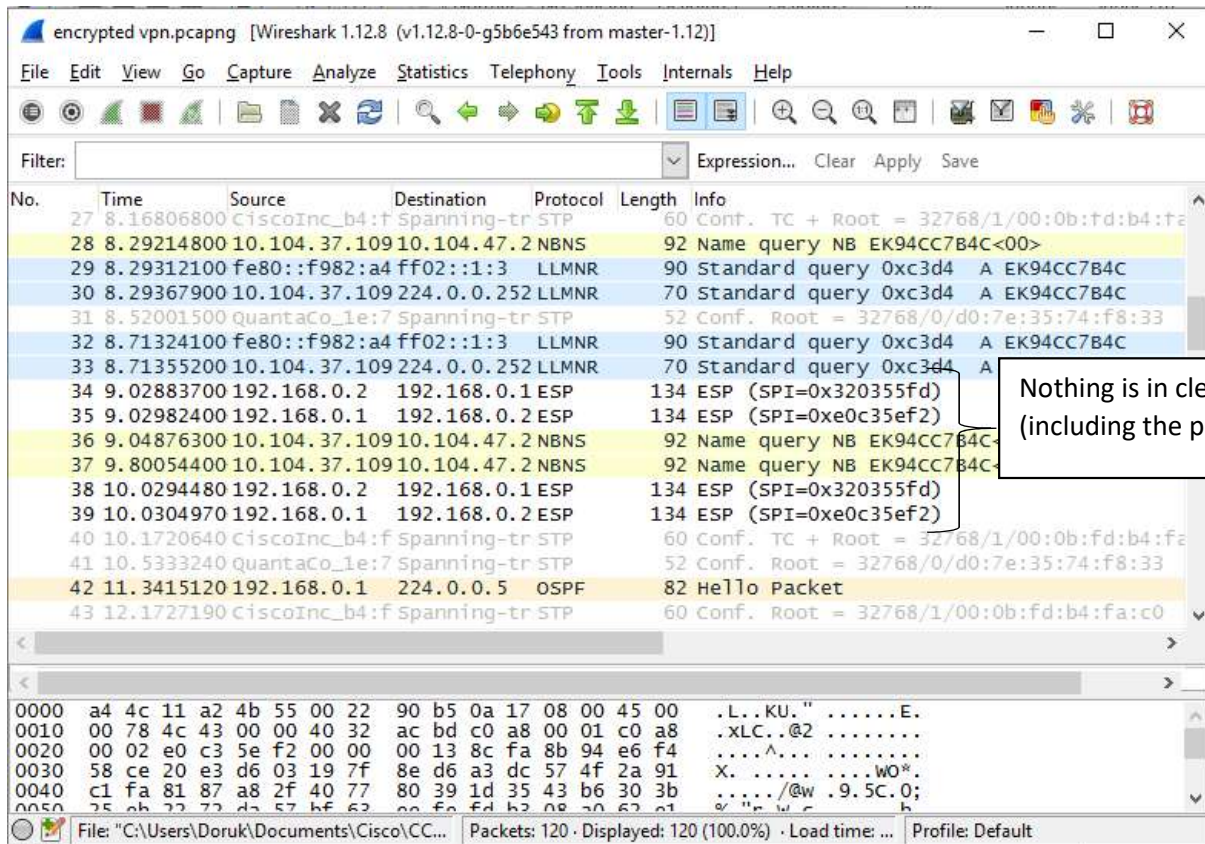 encrypted vpn.pcapng [Wireshark 1.12.8 (v1.12.8-0-g5b6e543 from master-1.12)]
File Edit View Go Capture Analyze Statistics Telephony Tools Internals Help
Filter: Expression... Clear Apply Save
No. Time Source Destination Protocol Length Info
27 8.16806800 CiscoInc_b4:f Spanning-tr STP 60 Conf. TC + Root = 32768/1/00:0b:fd:b4:fa
28 8.29214800 10.104.37.109 10.104.47.2 NBNS 92 Name query NB EK94CC7B4C<00>
29 8.29312100 fe80::f982:a4 ff02::1:3 LLMNR 90 Standard query 0xc3d4 A EK94CC7B4C
30 8.29367900 10.104.37.109 224.0.0.252 LLMNR 70 Standard query 0xc3d4 A EK94CC7B4C
31 8.52001500 QuantaCo_1e:7 Spanning-tr STP 52 Conf. Root = 32768/0/d0:7e:35:74:f8:33
32 8.71324100 fe80::f982:a4 ff02::1:3 LLMNR 90 Standard query 0xc3d4 A EK94CC7B4C
33 8.71355200 10.104.37.109 224.0.0.252 LLMNR 70 Standard query 0xc3d4 A
34 9.02883700 192.168.0.2 192.168.0.1 ESP 134 ESP (SPI=0x320355fd)
35 9.02982400 192.168.0.1 192.168.0.2 ESP 134 ESP (SPI=0xe0c35ef2)
36 9.04876300 10.104.37.109 10.104.47.2 NBNS 92 Name query NB EK94CC7B4C<
37 9.80054400 10.104.37.109 10.104.47.2 NBNS 92 Name query NB EK94CC7B4C<
38 10.0294480 192.168.0.2 192.168.0.1 ESP 134 ESP (SPI=0x320355fd)
39 10.0304970 192.168.0.1 192.168.0.2 ESP 134 ESP (SPI=0xe0c35ef2)
40 10.1720640 CiscoInc_b4:f Spanning-tr STP 60 Conf. TC + Root = 32768/1/00:0b:fd:b4:fa
41 10.5333240 QuantaCo_1e:7 Spanning-tr STP 52 Conf. Root = 32768/0/d0:7e:35:74:f8:33
42 11.3415120 192.168.0.1 224.0.0.5 OSPF 82 Hello Packet
43 12.1727190 CiscoInc_b4:f Spanning-tr STP 60 Conf. Root = 32768/1/00:0b:fd:b4:fa:c0
Nothing is in cle
(including the p
0000 a4 4c 11 a2 4b 55 00 22 90 b5 0a 17 08 00 45 00 .L..KU." ......E.
0010 00 78 4c 43 00 00 40 32 ac bd c0 a8 00 01 c0 a8 .xLC..@2 ........
0020 00 02 e0 c3 5e f2 00 00 00 13 8c fa 8b 94 e6 f4 ....^... ........
0030 58 ce 20 e3 d6 03 19 7f 8e d6 a3 dc 57 4f 2a 91 X. ..... ....WO*.
0040 c1 fa 81 87 a8 2f 40 77 80 39 1d 35 43 b6 30 3b ...../@w .9.5C.0;
File: "C:\Users\Doruk\Documents\Cisco\CC... Packets: 120 · Displayed: 120 (100.0%) · Load time: ... Profile: Default